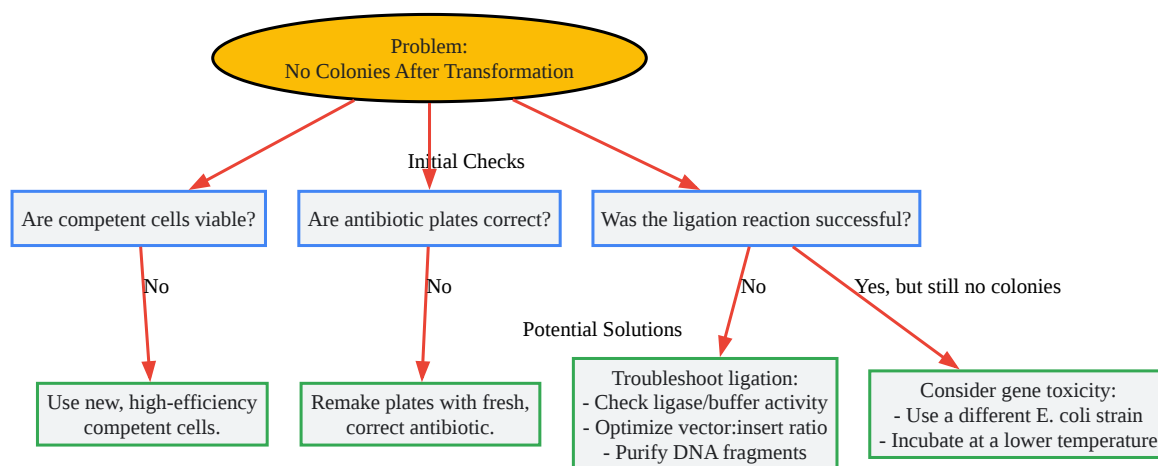 Problem:
No Colonies After Transformation
Initial Checks
Are competent cells viable?
Are antibiotic plates correct?
Was the ligation reaction successful?
No
No
No
Yes, but still no colonies
Potential Solutions
Use new, high-efficiency
competent cells.
Remake plates with fresh,
correct antibiotic.
Troubleshoot ligation:
- Check ligase/buffer activity
- Optimize vector:insert ratio
- Purify DNA fragments
Consider gene toxicity:
- Use a different E. coli strain
- Incubate at a lower temperature